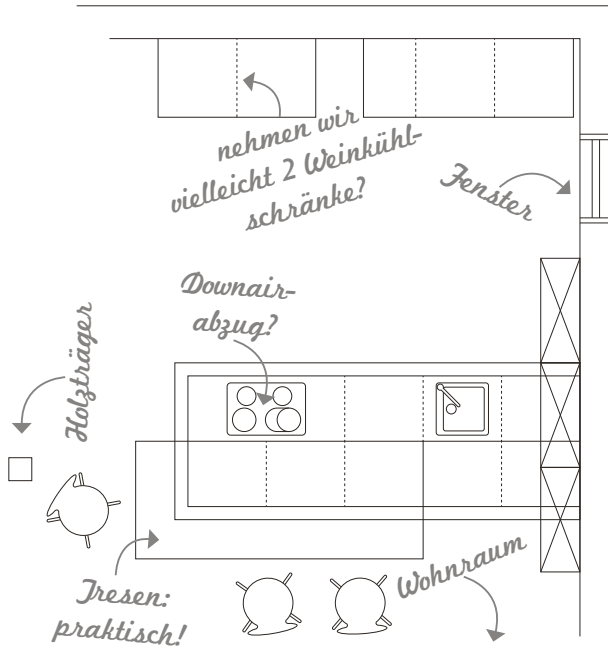 nehmen wir
vielleicht 2 Weinkühl-
schränke?
Fenster
Downair-
abzug?
Holzträger
Tresen:
praktisch!
Wohnraum